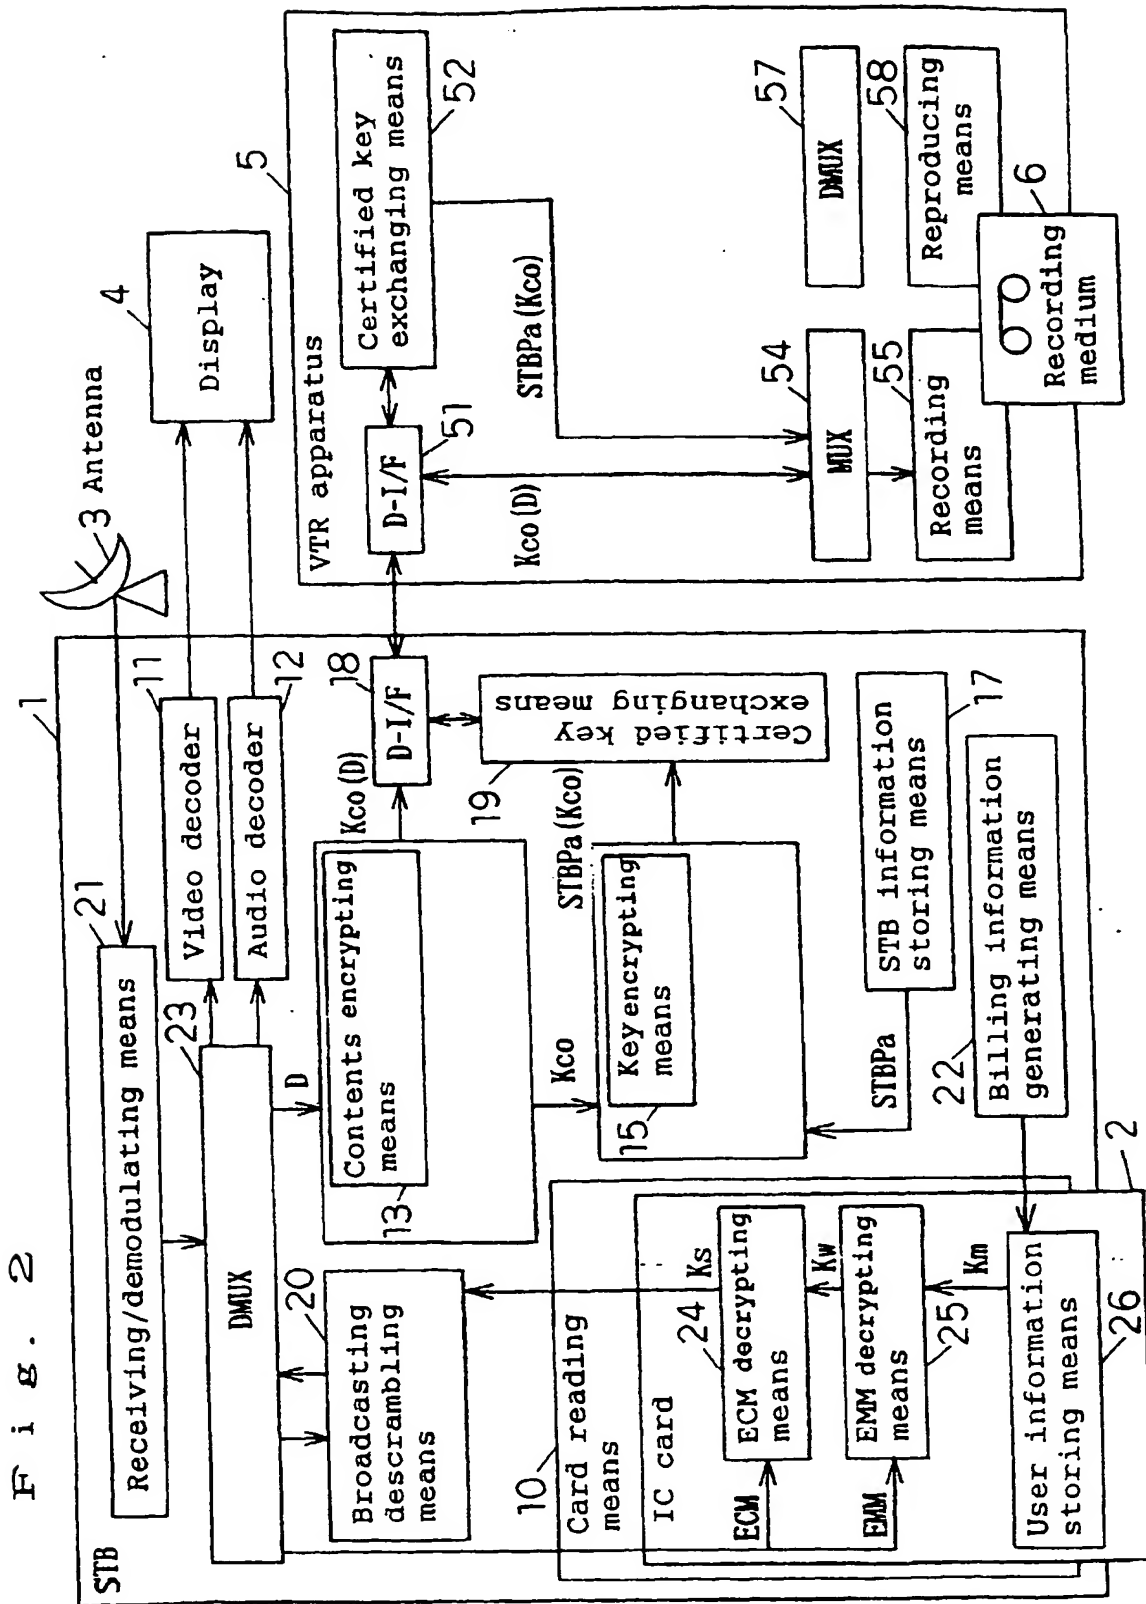 Fig. 2
STB
1
Receiving/demodulating means
21
3 Antenna
4
Display
Video decoder
11
Audio decoder
12
DMUX
23
Broadcasting
descrambling
means
20
D
Contents encrypting
means
13
Kco(D)
D-I/F
18
Certified key
exchanging means
19
Kco
STBPa(Kco)
Key encrypting
means
15
STBPa
STB information
storing means
17
Billing information
generating means
22
10
Card reading
means
IC card
2
Ks
ECM decrypting
means
24
Kw
EMM decrypting
means
25
Km
ECM
EMM
User information
storing means
26
5
VTR apparatus
D-I/F
51
Certified key
exchanging means
52
STBPa(Kco)
Kco(D)
MUX
54
DMUX
57
Recording
means
55
Reproducing
means
58
Recording
medium
6